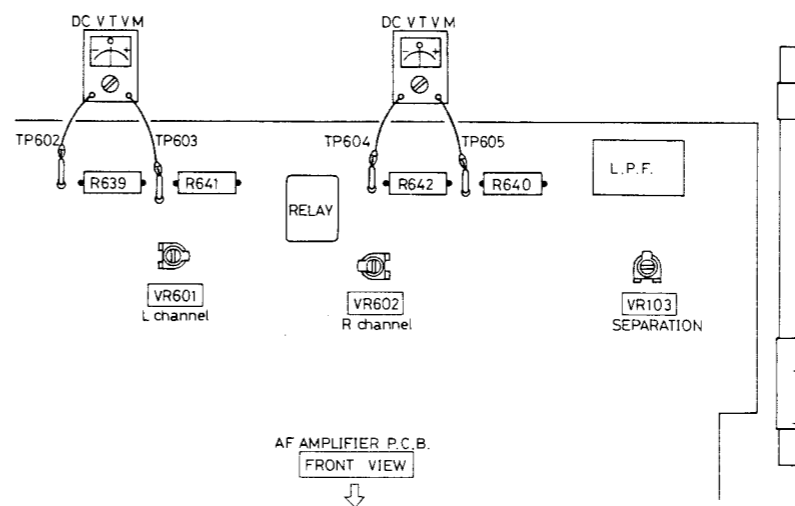 DC V T V M
DC V T V M
TP602
TP603
TP604
TP605
R639
R641
R642
R640
L.P.F.
RELAY
VR601
L channel
VR602
R channel
VR103
SEPARATION
AF AMPLIFIER P.C.B.
FRONT VIEW